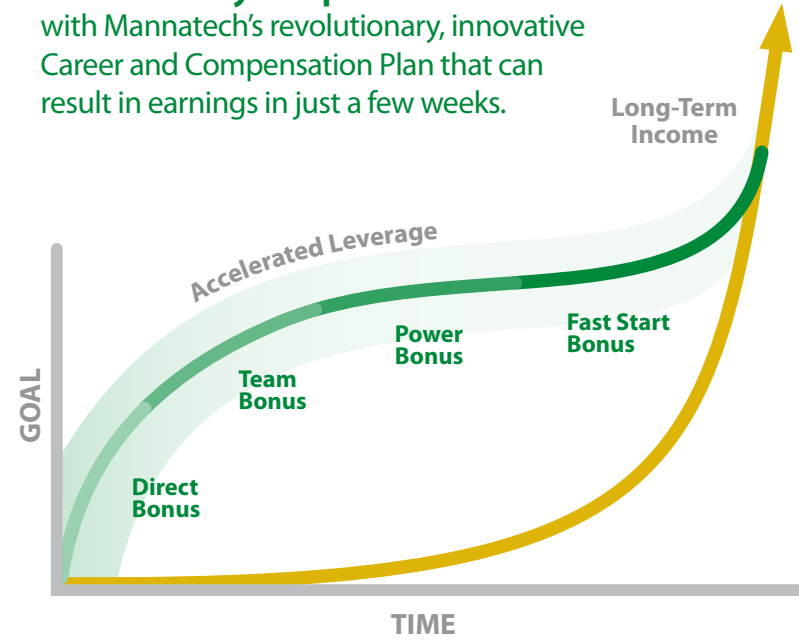 with Mannatech’s revolutionary, innovative
Career and Compensation Plan that can
result in earnings in just a few weeks.
Long-Term
Income
Accelerated Leverage
Power
Bonus
Fast Start
Bonus
Team
Bonus
GOAL
Direct
Bonus
TIME